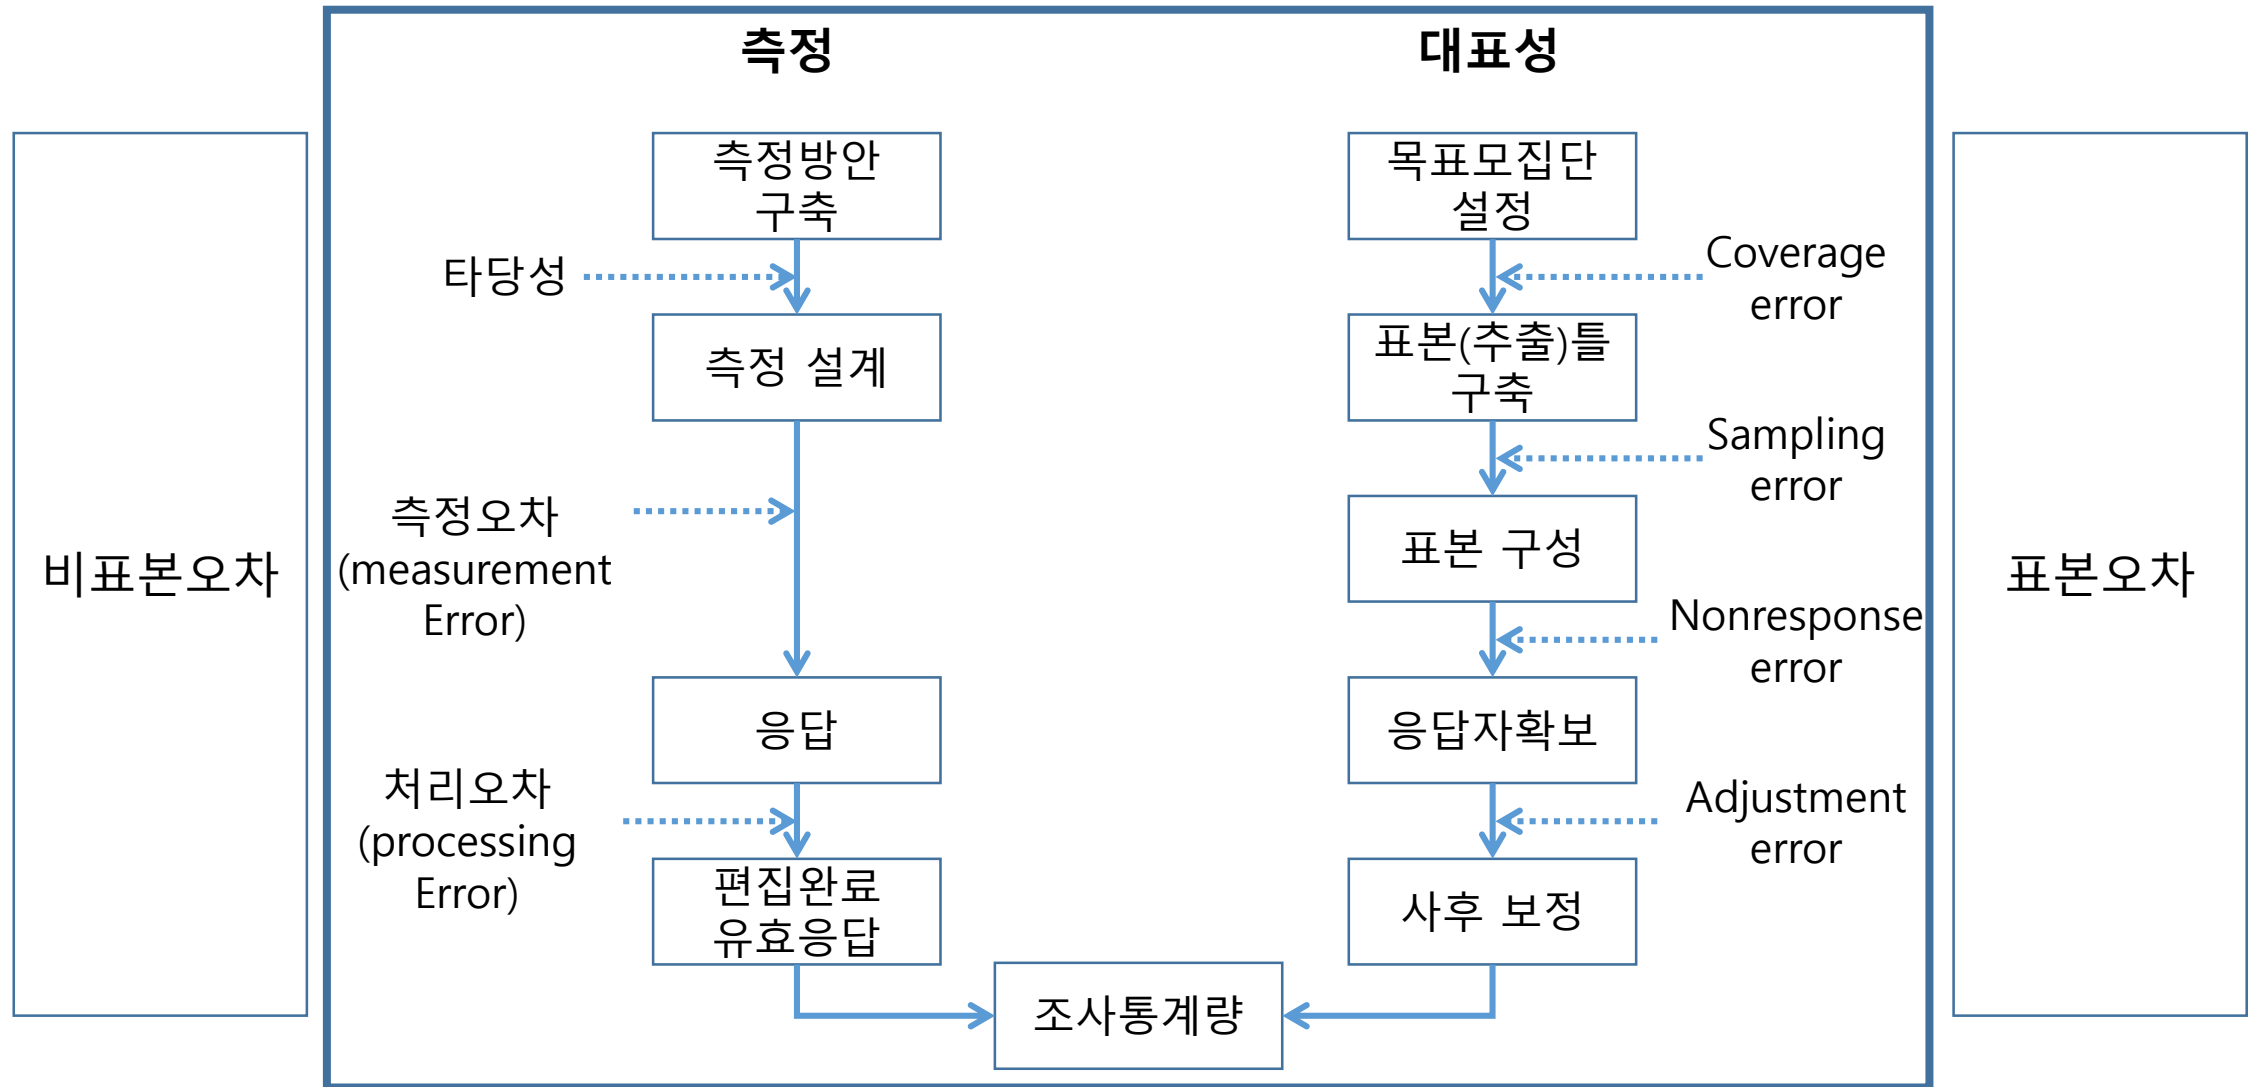 측정
대표성
비표본오차
측정방안
구축
타당성
측정 설계
측정오차
(measurement
Error)
응답
처리오차
(processing
Error)
편집완료
유효응답
목표모집단
설정
Coverage
error
표본(추출)틀
구축
Sampling
error
표본 구성
Nonresponse
error
응답자확보
Adjustment
error
사후 보정
조사통계량
표본오차